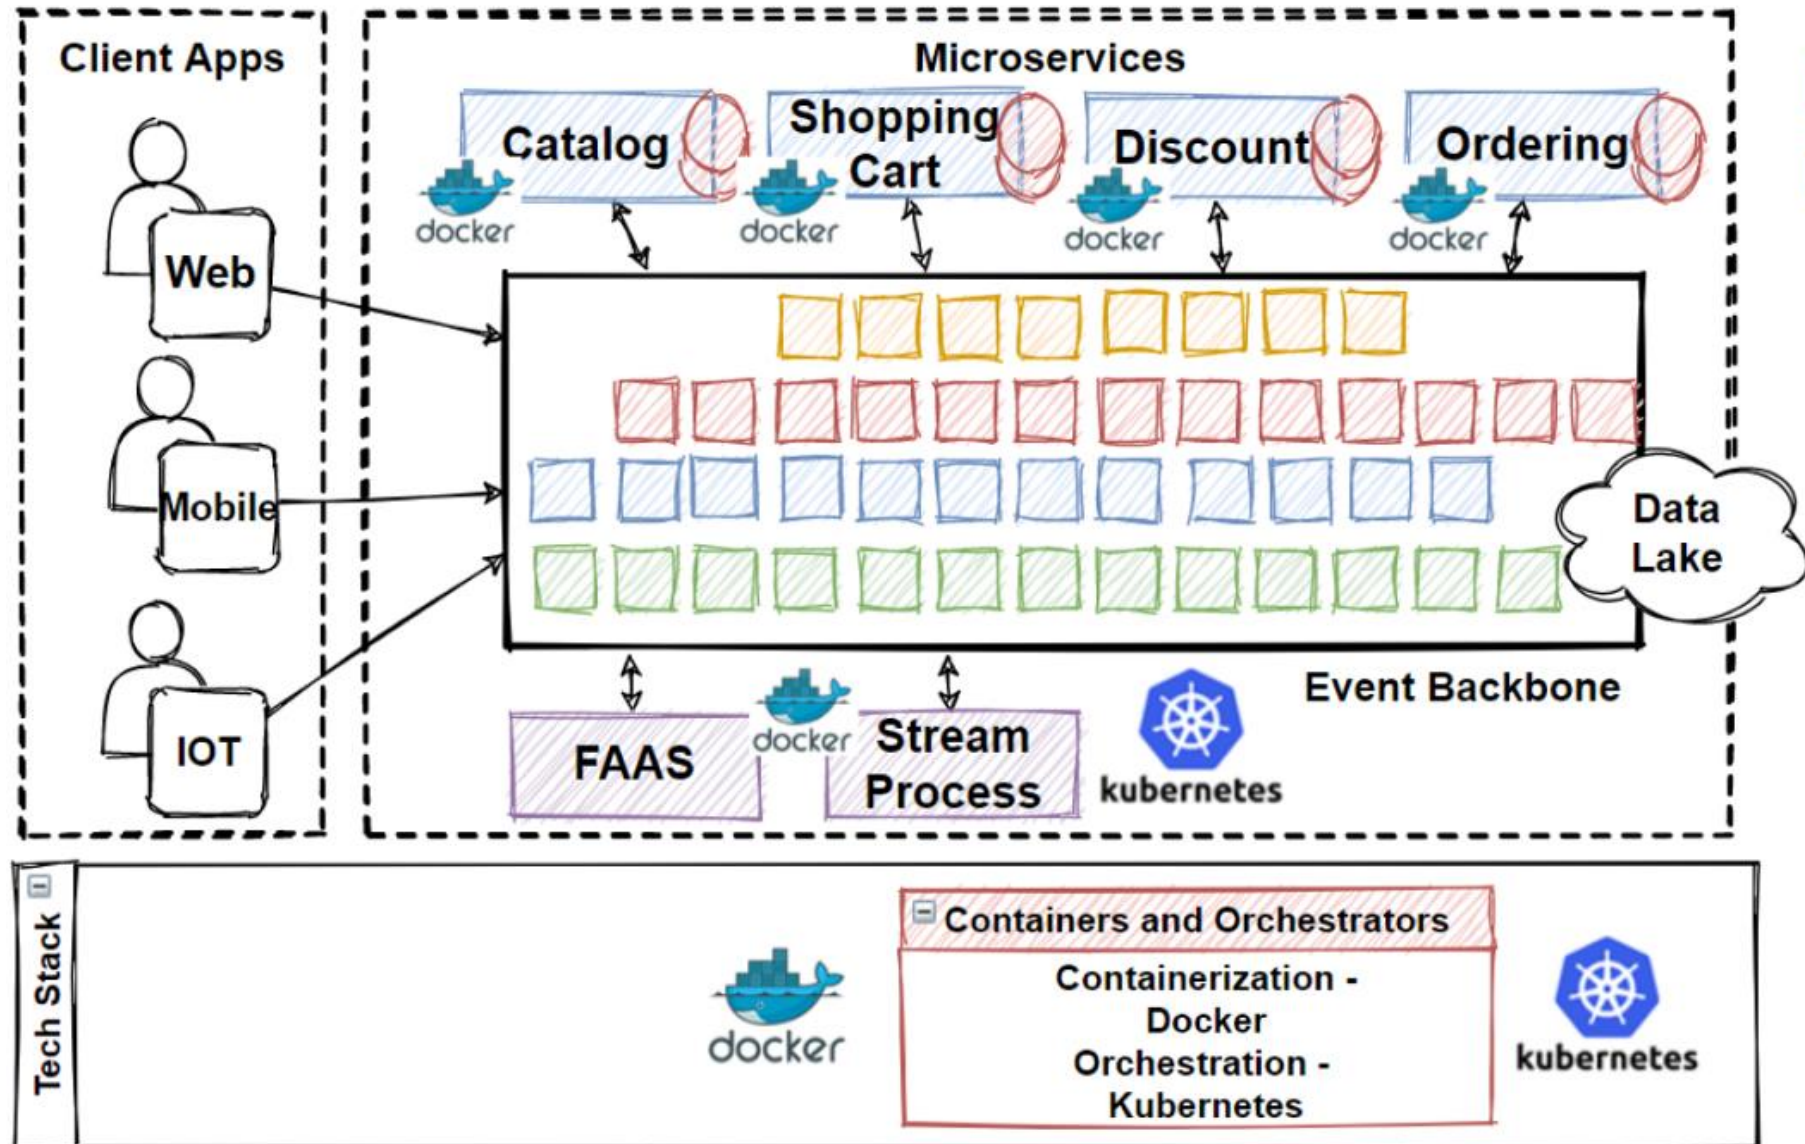 Client Apps
Microservices
Catalog
Shopping
Cart
Discount
Ordering
docker
docker
docker
docker
Web
Mobile
IOT
Data
Lake
Event Backbone
FAAS
docker
Stream
Process
kubernetes
Tech Stack
docker
Containers and Orchestrators
Containerization -
Docker
Orchestration -
Kubernetes
kubernetes